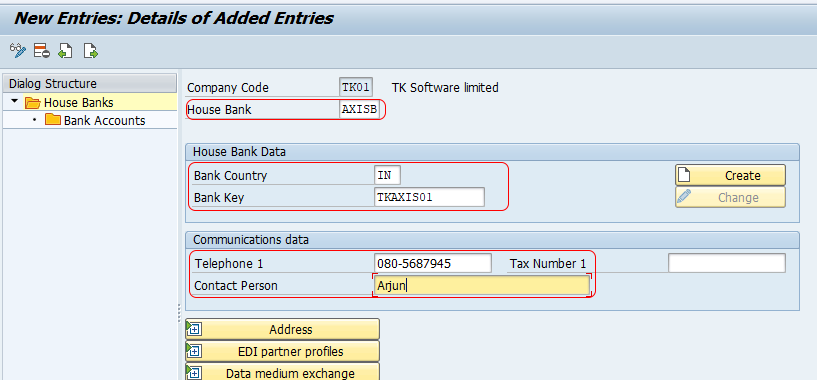 New Entries: Details of Added Entries
Dialog Structure
House Banks
Bank Accounts
Company Code TK01 TK Software limited
House Bank AXISB
House Bank Data
Bank Country IN
Create
Bank Key TKAXIS01
Change
Communications data
Telephone 1 080-5687945 Tax Number 1
Contact Person Arjun
Address
EDI partner profiles
Data medium exchange